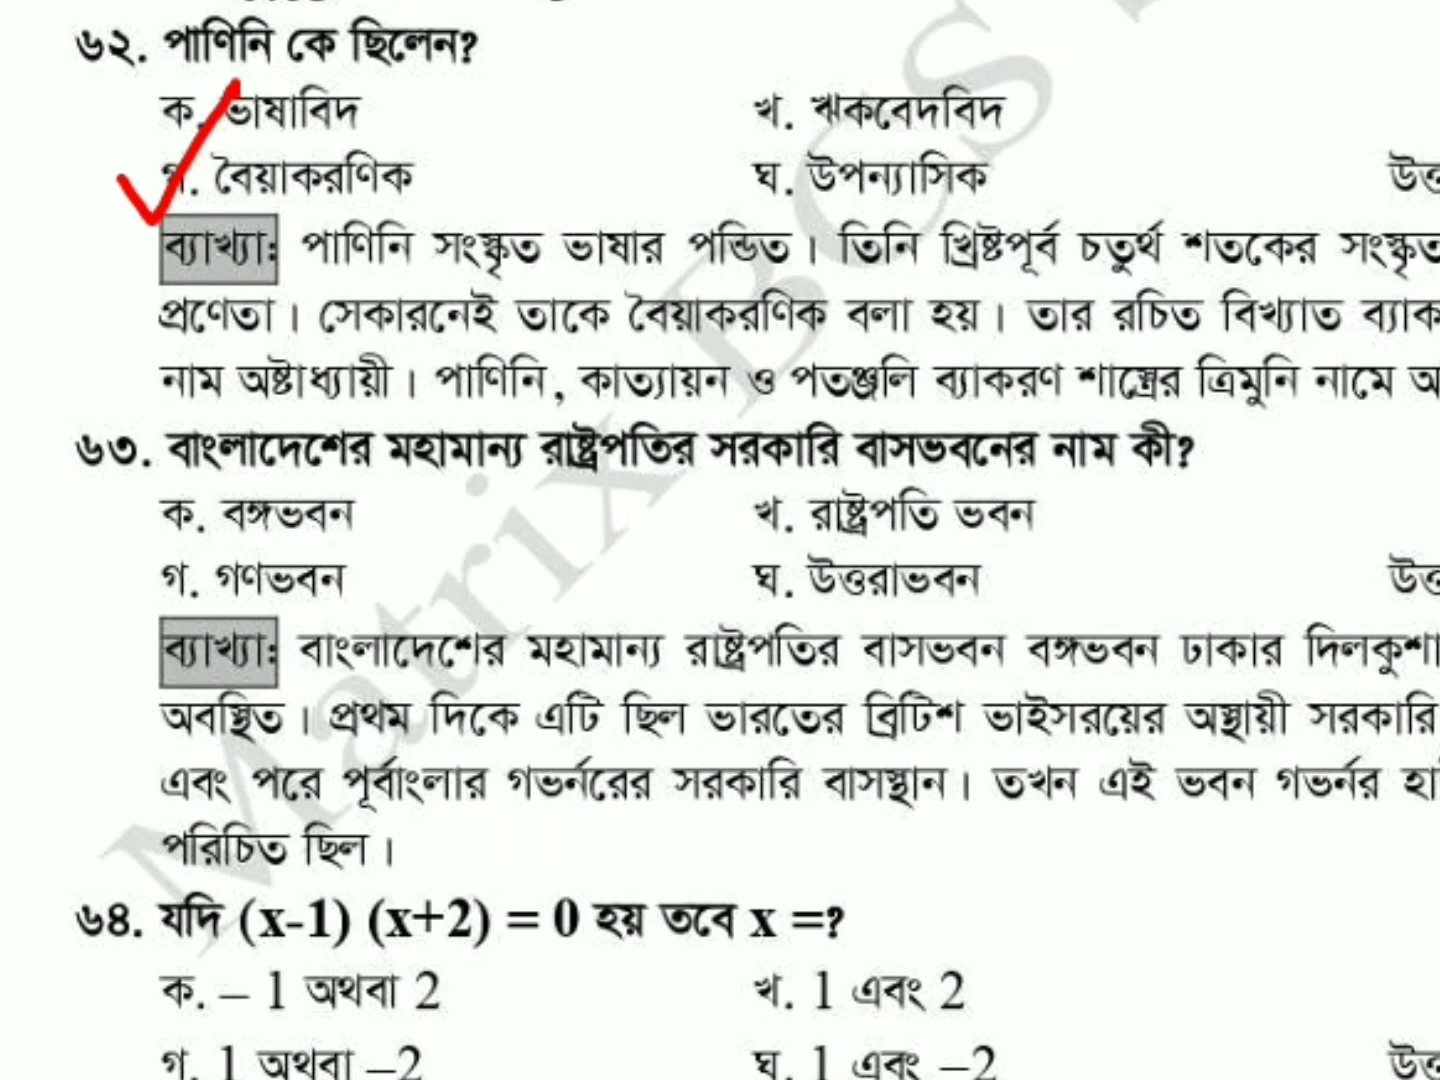 ৬২. পাণিনি কে ছিলেন?
ক. ভাষাবিদ খ. ঋকবেদবিদ
গ. বৈয়াকরণিক ঘ. উপন্যাসিক
ব্যাখ্যা: পাণিনি সংস্কৃত ভাষার পন্ডিত। তিনি খ্রিষ্টপূর্ব চতুর্থ শতকের সংস্কৃত
প্রণেতা। সেকারনেই তাকে বৈয়াকরণিক বলা হয়। তার রচিত বিখ্যাত
নাম অষ্টাধ্যায়ী। পাণিনি, কাত্যায়ন ও পতঞ্জলি ব্যাকরণ শাস্ত্রের ত্রিমুনি নামে
৬৩. বাংলাদেশের মহামান্য রাষ্ট্রপতির সরকারি বাসভবনের নাম কী?
ক. বঙ্গভবন খ. রাষ্ট্রপতি ভবন
গ. গণভবন ঘ. উত্তরাভবন
ব্যাখ্যা: বাংলাদেশের মহামান্য রাষ্ট্রপতির বাসভবন বঙ্গভবন ঢাকার দিলকুশা
অবস্থিত। প্রথম দিকে এটি ছিল ভারতের ব্রিটিশ ভাইসরয়ের অস্থায়ী সরকারি
এবং পরে পূর্বাংলার গভর্নরের সরকারি বাসস্থান। তখন এই ভবন গভর্নর
পরিচিত ছিল।
৬৪. যদি (x-1) (x+2) = 0 হয় তবে x =?
ক. – 1 অথবা 2 খ. 1 এবং 2
গ. 1 অথবা –2 ঘ. 1 এবং –2
Matrix BCS